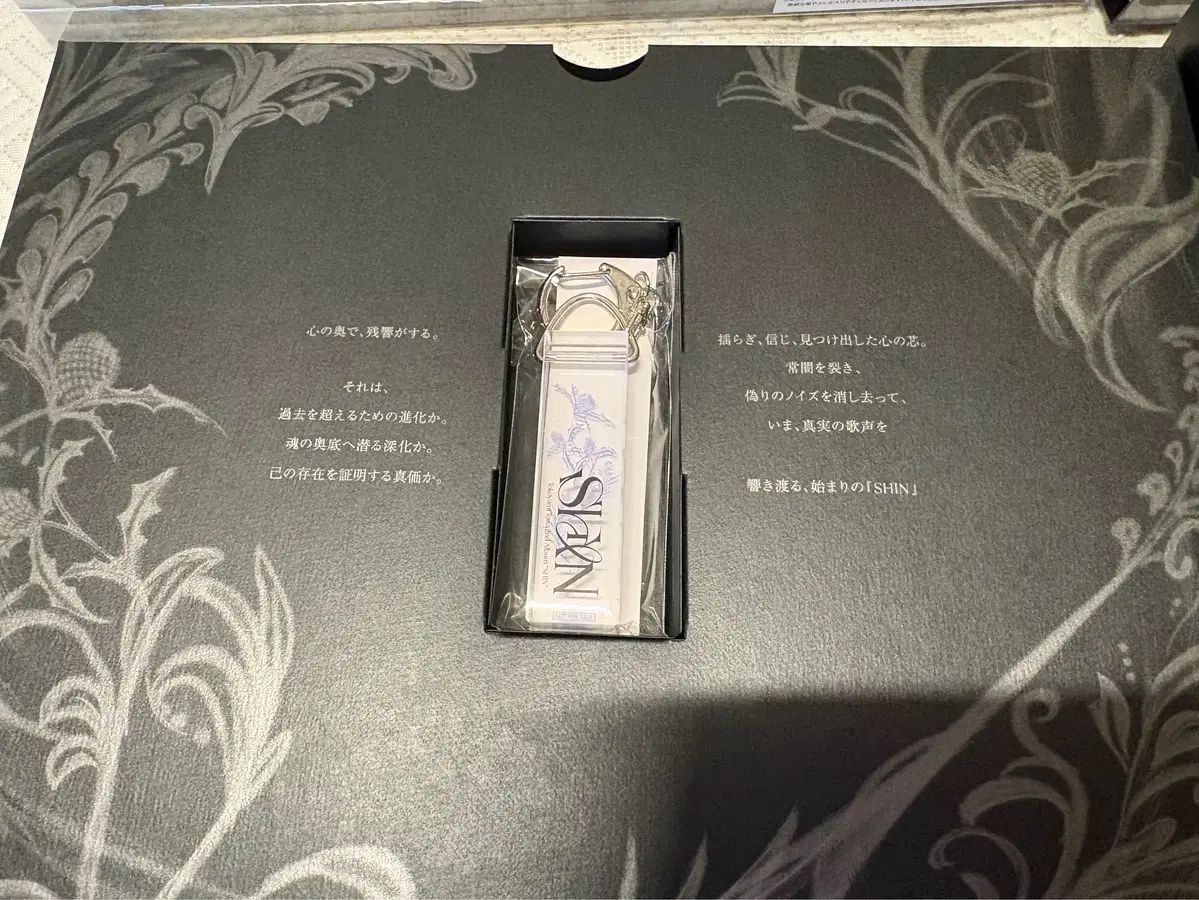 心の奥で、残響がする。
それは、
過去を超えるための進化か。
魂の奥底へ潜る深化か。
己の存在を証明する真価か。
SHIN
NOT FOR SALE
揺らぎ、信じ、見つけ出した心の芯。
常闇を裂き、
偽りのノイズを消し去って、
いま、真実の歌声を
響き渡る、始まりの『SHIN』